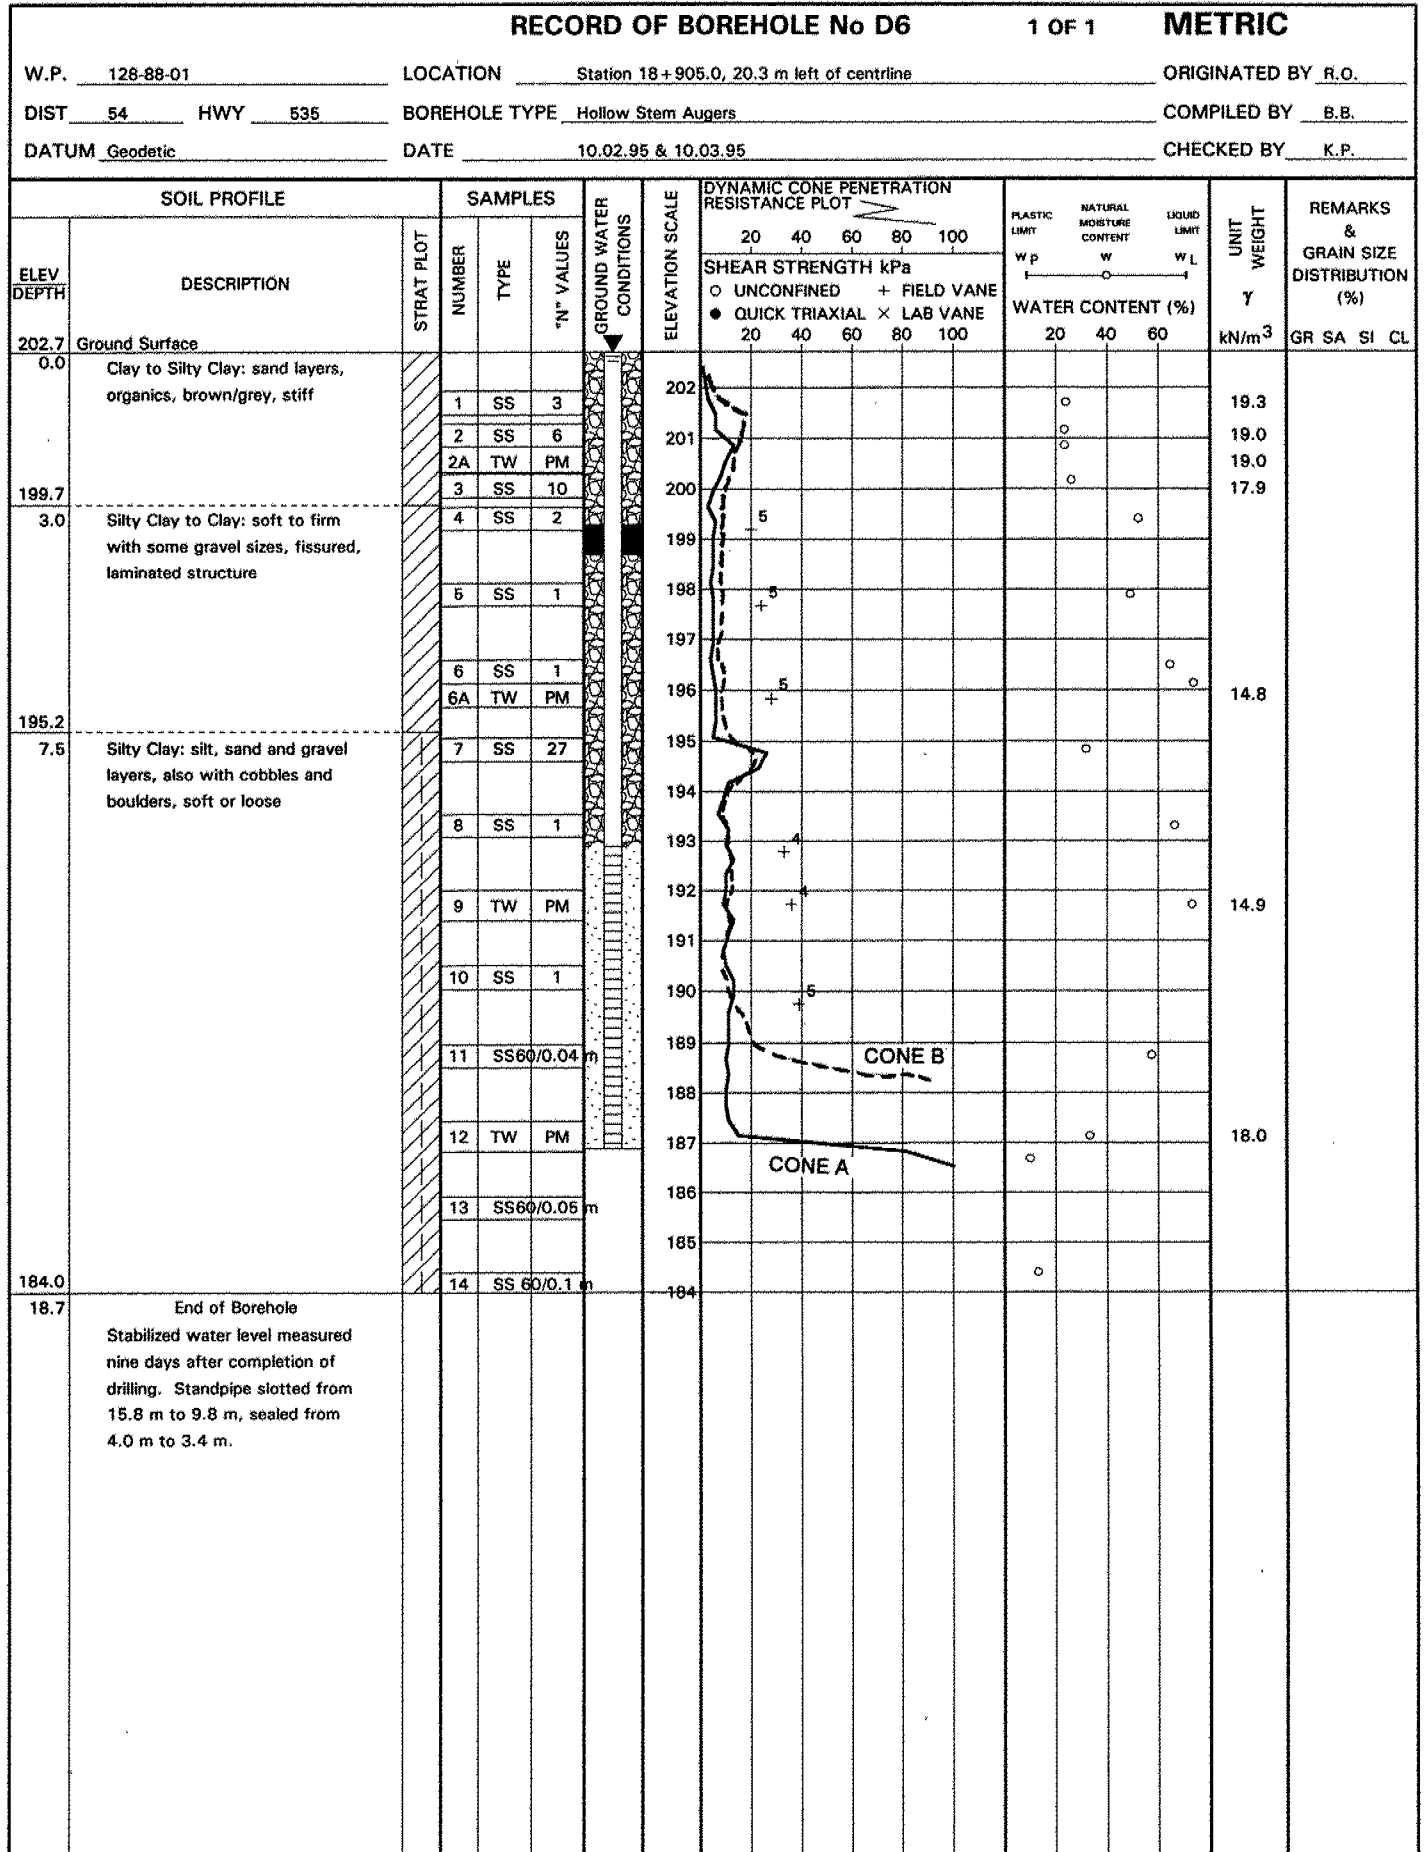 RECORD OF BOREHOLE No D6 1 OF 1 METRIC
W.P. 128-88-01 LOCATION Station 18+905.0, 20.3 m left of centrline ORIGINATED BY R.O.
DIST 54 HWY 535 BOREHOLE TYPE Hollow Stem Augers COMPILED BY B.B.
DATUM Geodetic DATE 10.02.95 & 10.03.95 CHECKED BY K.P.
SOIL PROFILE
ELEV
DEPTH
DESCRIPTION
STRAT PLOT
SAMPLES
NUMBER
TYPE
"N" VALUES
GROUND WATER
CONDITIONS
ELEVATION SCALE
DYNAMIC CONE PENETRATION
RESISTANCE PLOT
20 40 60 80 100
SHEAR STRENGTH kPa
○ UNCONFINED + FIELD VANE
● QUICK TRIAXIAL × LAB VANE
20 40 60 80 100
PLASTIC
LIMIT
NATURAL
MOISTURE
CONTENT
LIQUID
LIMIT
W P W W L
WATER CONTENT (%)
20 40 60
UNIT
WEIGHT
γ
kN/m³
REMARKS
&
GRAIN SIZE
DISTRIBUTION
(%)
GR SA SI CL
202.7 Ground Surface
0.0 Clay to Silty Clay: sand layers,
organics, brown/grey, stiff
199.7
3.0 Silty Clay to Clay: soft to firm
with some gravel sizes, fissured,
laminated structure
195.2
7.5 Silty Clay: silt, sand and gravel
layers, also with cobbles and
boulders, soft or loose
184.0
18.7 End of Borehole
Stabilized water level measured
nine days after completion of
drilling. Standpipe slotted from
15.8 m to 9.8 m, sealed from
4.0 m to 3.4 m.
1 SS 3
2 SS 6
2A TW PM
3 SS 10
4 SS 2
5 SS 1
6 SS 1
6A TW PM
7 SS 27
8 SS 1
9 TW PM
10 SS 1
11 SS60/0.04 m
12 TW PM
13 SS60/0.05 m
14 SS 60/0.1 m
202
201
200
199
198
197
196
195
194
193
192
191
190
189
188
187
186
185
184
5
5
5
4
4
5
CONE B
CONE A
19.3
19.0
19.0
17.9
14.8
14.9
18.0